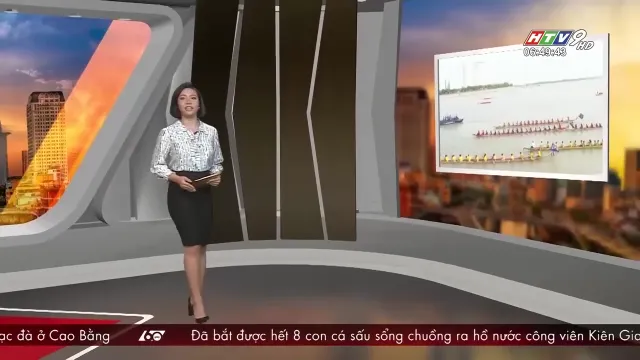 HTV9 HD
06:49:43
ạc đà ở Cao Bằng
60 Đã bắt được hết 8 con cá sấu sổng chuồng ra hồ nước công viên Kiên Gia